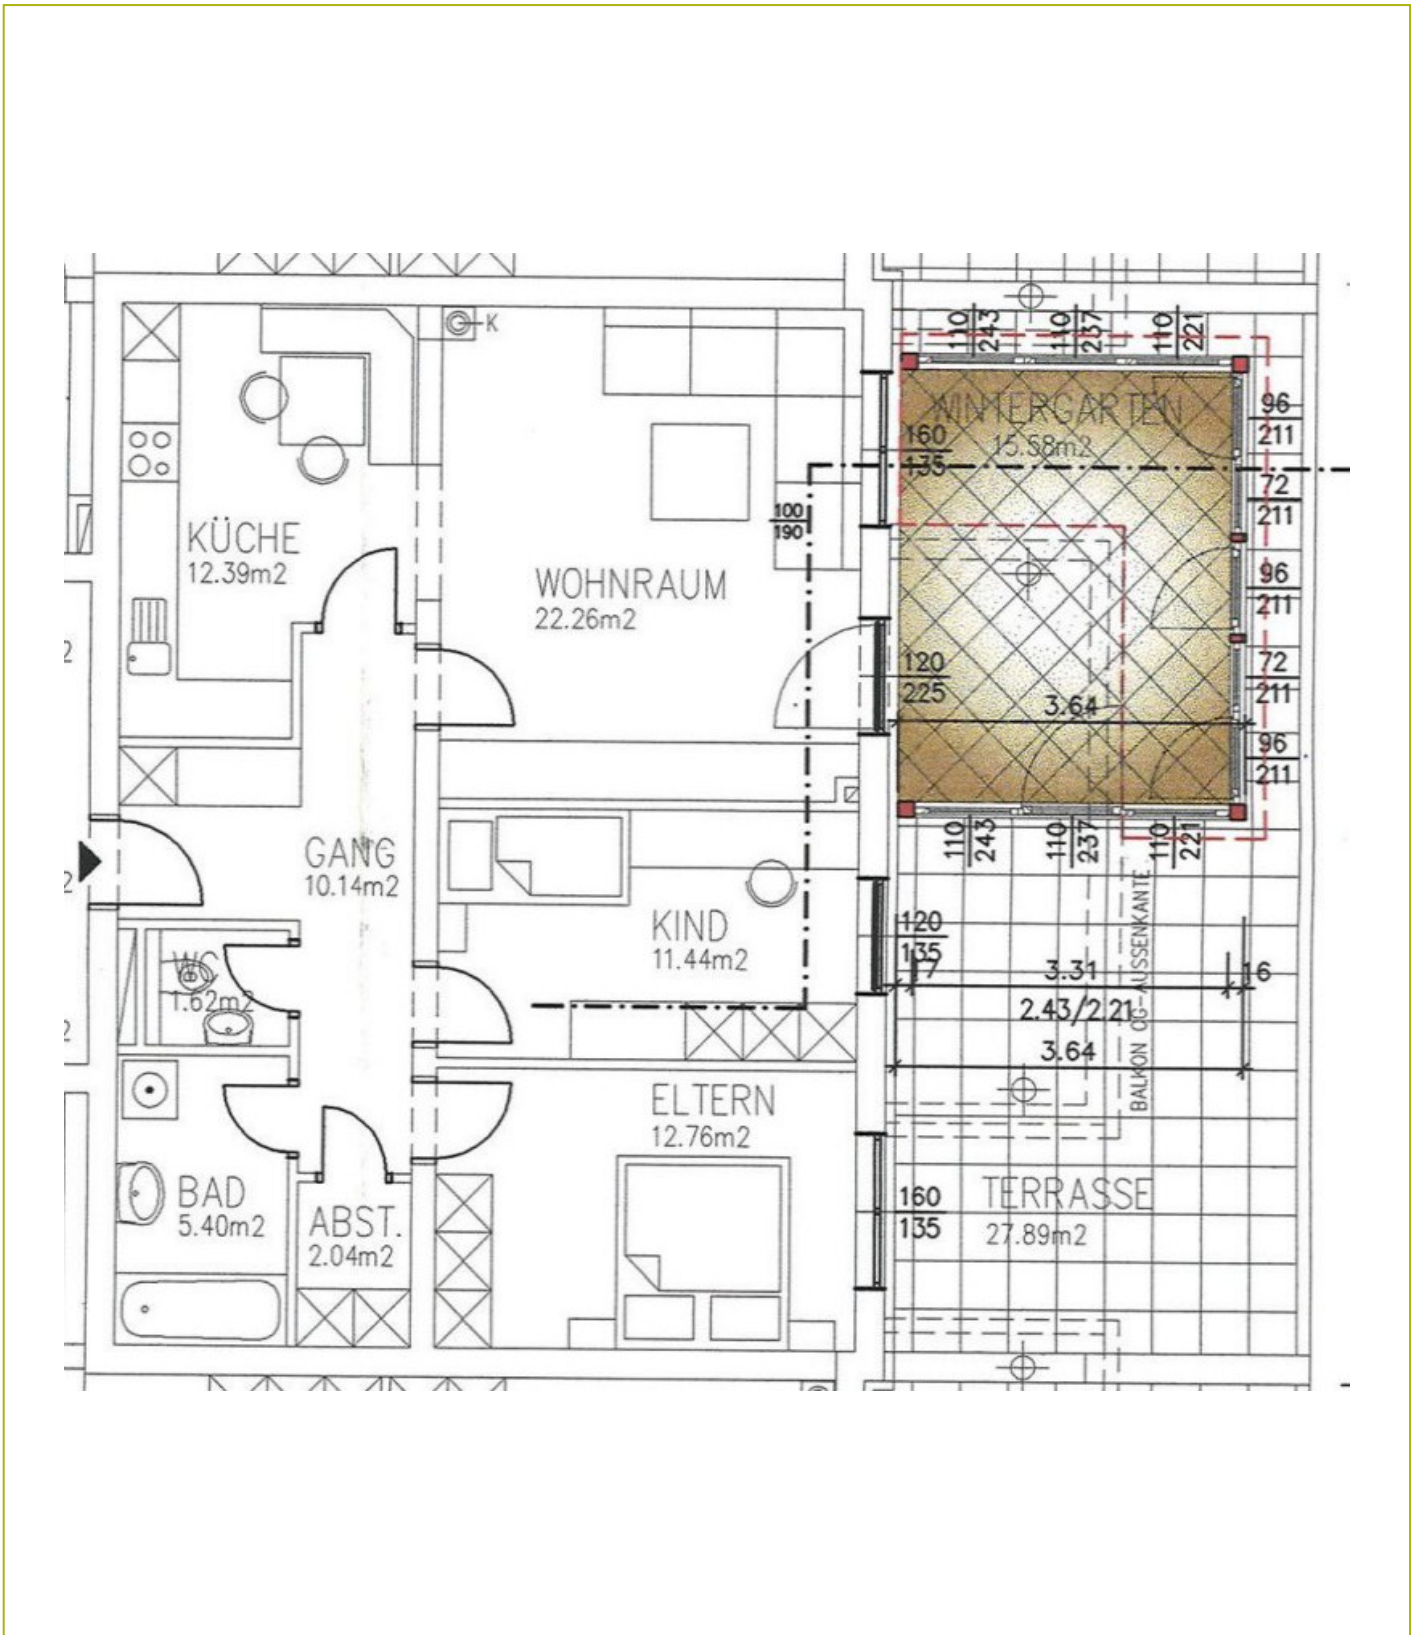 K
110
243
110
237
110
221
WINTERGARTEN
15.58m2
160
135
96
211
72
211
96
211
72
211
96
211
100
190
KÜCHE
12.39m2
WOHNRAUM
22.26m2
120
225
3.64
110
243
110
237
110
221
GANG
10.14m2
KIND
11.44m2
120
135
17
3.31
16
2.43/2.21
3.64
BALKON OG-AUSSENKANTE
WC
1.62m2
ELTERN
12.76m2
BAD
5.40m2
ABST.
2.04m2
160
135
TERRASSE
27.89m2